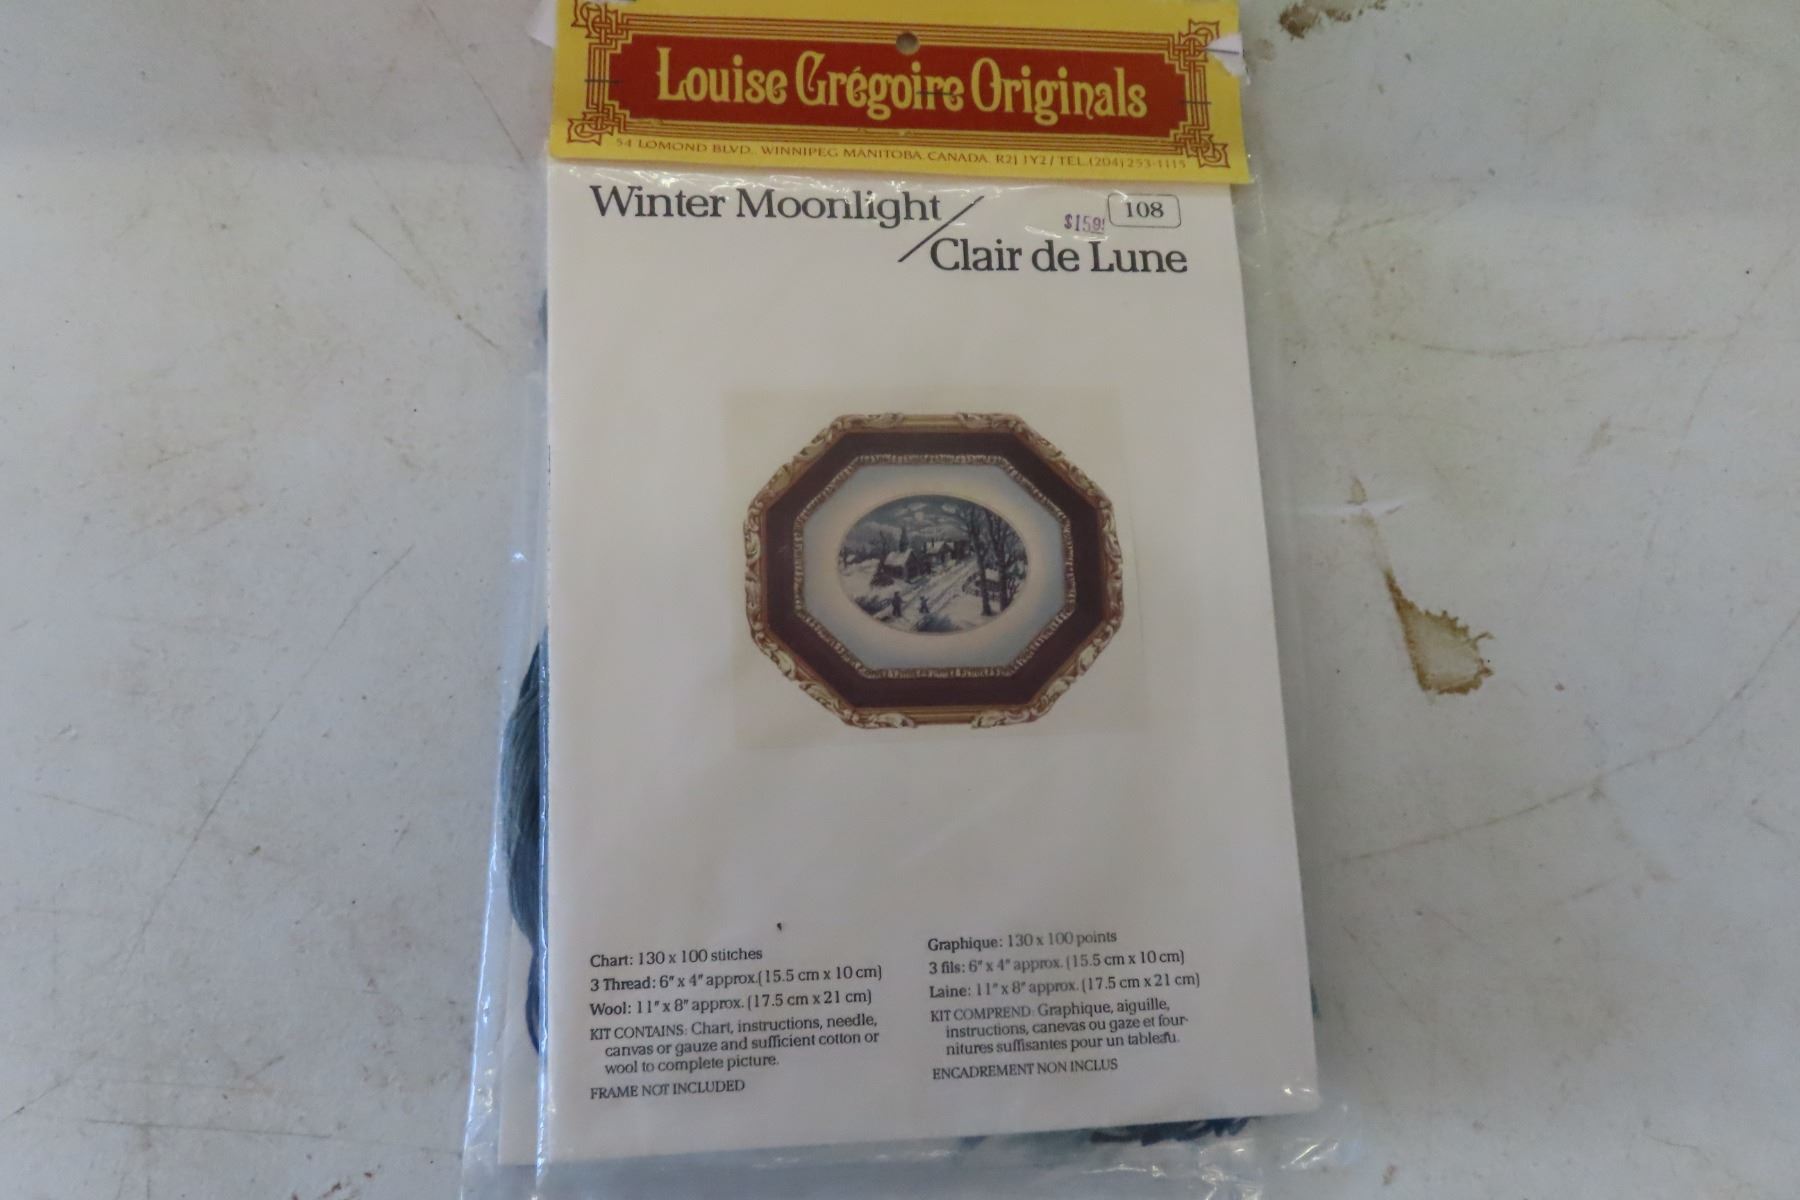 Louise Grégoire Originals
54 LOMOND BLVD., WINNIPEG MANITOBA, CANADA, R2J 1Y2 / TEL. (204) 253-1115
Winter Moonlight /
$15.9
108
Clair de Lune
Chart: 130 x 100 stitches
3 Thread: 6" x 4" approx. (15.5 cm x 10 cm)
Wool: 11" x 8" approx. (17.5 cm x 21 cm)
KIT CONTAINS: Chart, instructions, needle,
canvas or gauze and sufficient cotton or
wool to complete picture.
FRAME NOT INCLUDED
Graphique: 130 x 100 points
3 fils: 6" x 4" approx. (15.5 cm x 10 cm)
Laine: 11" x 8" approx. (17.5 cm x 21 cm)
KIT COMPREND: Graphique, aiguille,
instructions, canevas ou gaze et four-
nitures suffisantes pour un tableau.
ENCADREMENT NON INCLUS